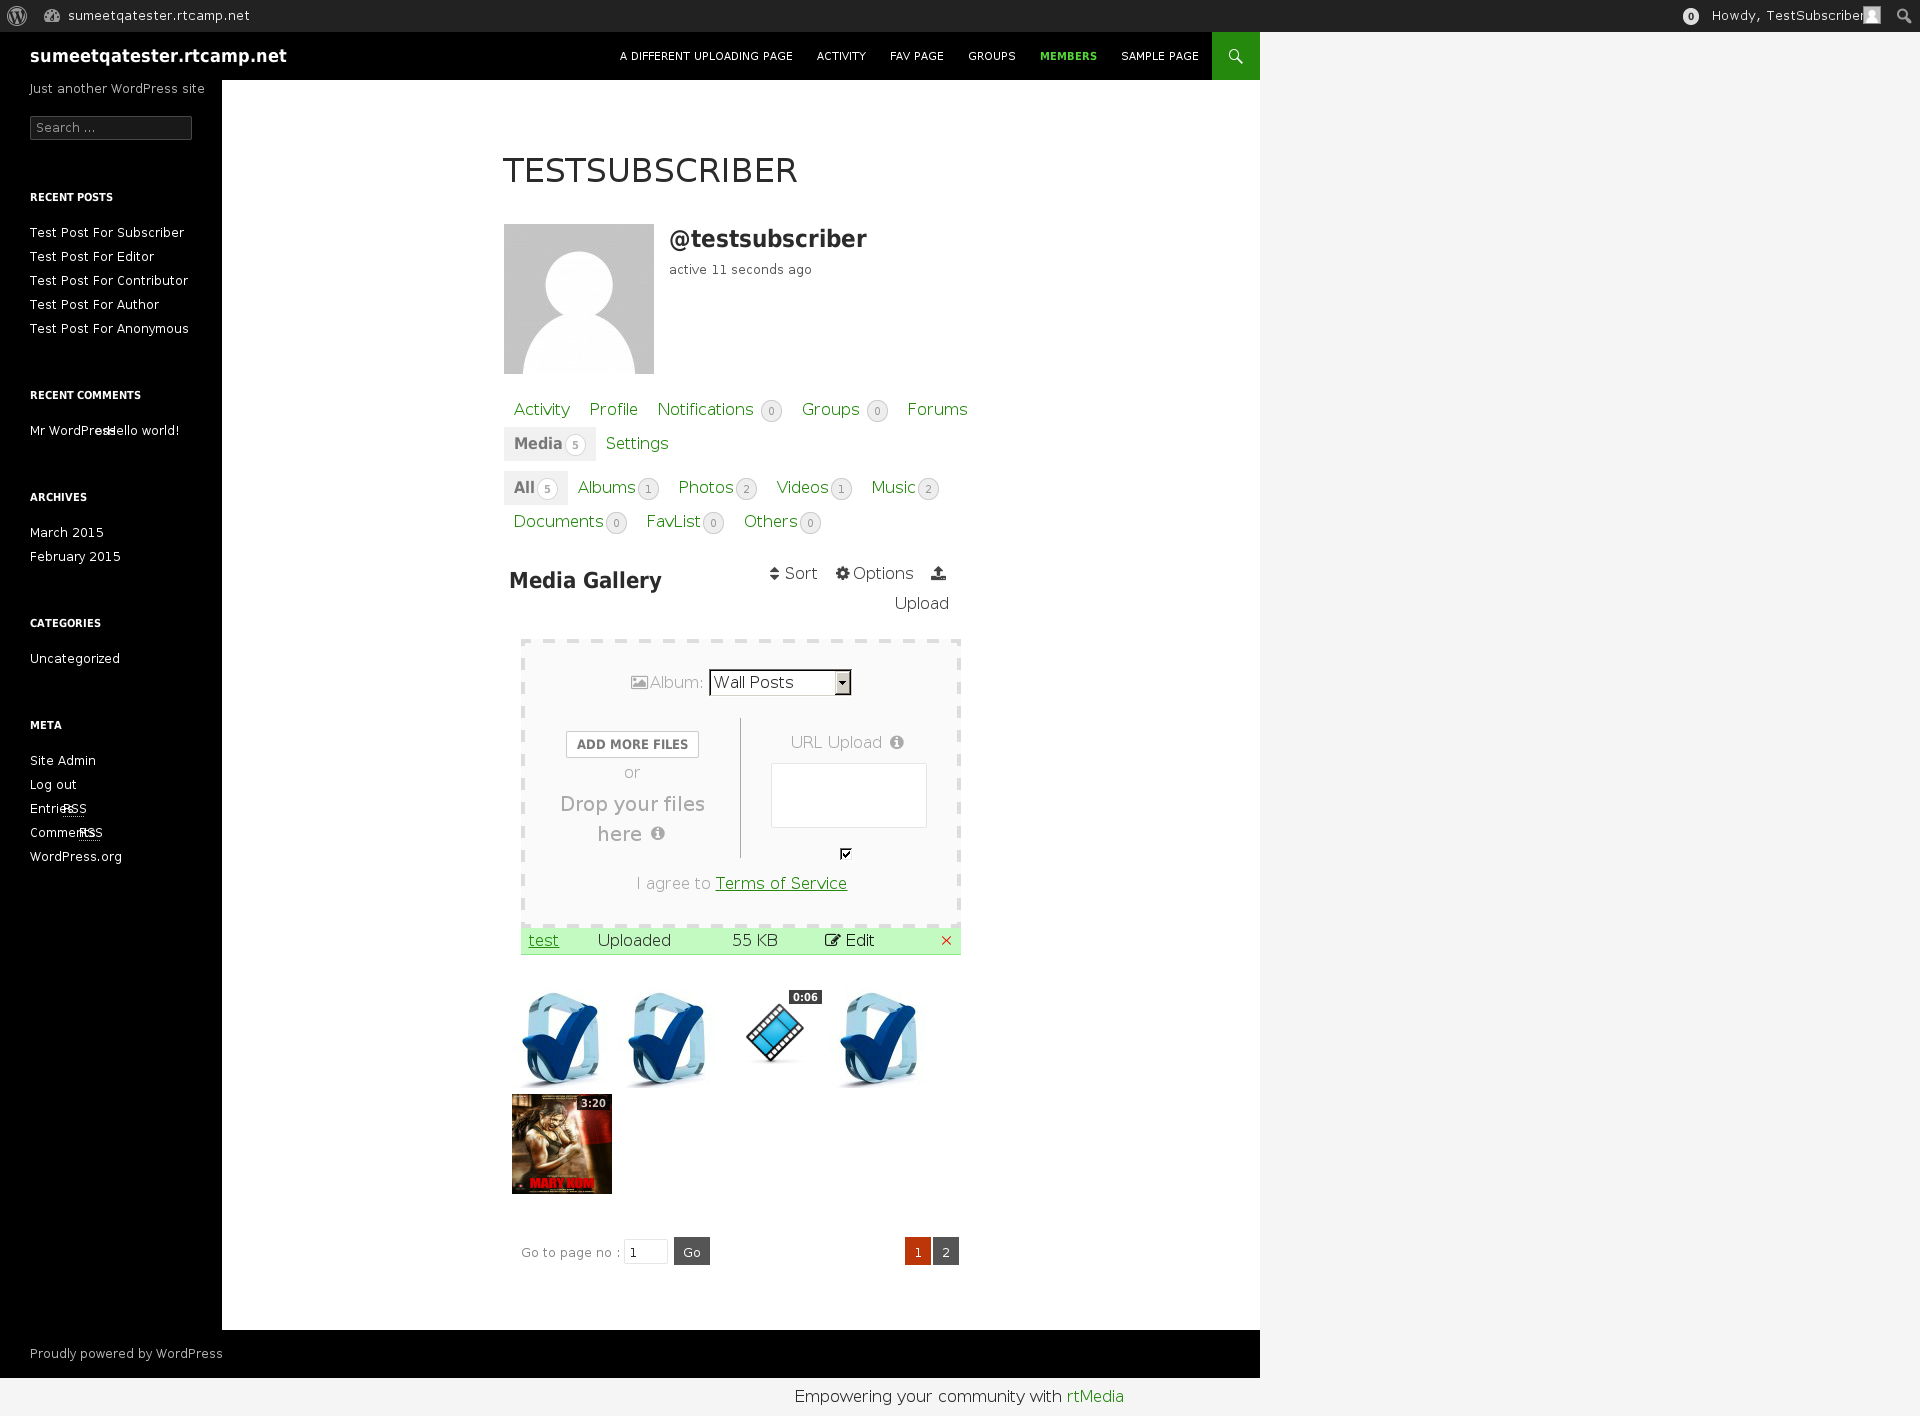 sumeetqatester.rtcamp.net
0 Howdy, TestSubscriber
sumeetqatester.rtcamp.net
A DIFFERENT UPLOADING PAGE ACTIVITY FAV PAGE GROUPS MEMBERS SAMPLE PAGE
Just another WordPress site
Search ...
RECENT POSTS
Test Post For Subscriber
Test Post For Editor
Test Post For Contributor
Test Post For Author
Test Post For Anonymous
RECENT COMMENTS
Mr WordPress Hello world!
ARCHIVES
March 2015
February 2015
CATEGORIES
Uncategorized
META
Site Admin
Log out
Entries RSS
Comments RSS
WordPress.org
TESTSUBSCRIBER
@testsubscriber
active 11 seconds ago
Activity Profile Notifications 0 Groups 0 Forums
Media 5 Settings
All 5 Albums 1 Photos 2 Videos 1 Music 2
Documents 0 FavList 0 Others 0
Media Gallery
Sort Options
Upload
Album: Wall Posts
ADD MORE FILES
or
Drop your files
here
URL Upload
I agree to Terms of Service
test Uploaded 55 KB Edit ×
0:06
3:20
MARY KOM
Go to page no : 1 Go
1 2
Proudly powered by WordPress
Empowering your community with rtMedia